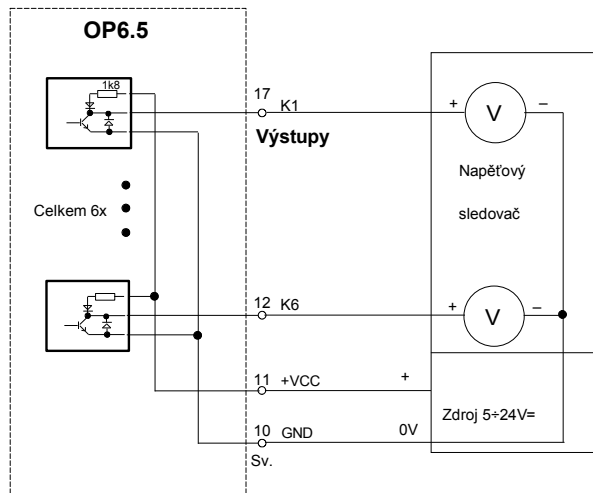 OP6.5
1k8
17
K1
+ V –
Výstupy
Napěťový
sledovač
Celkem 6x
12
K6
+ V –
11
+VCC
+
Zdroj 5÷24V=
10
GND
0V
Sv.